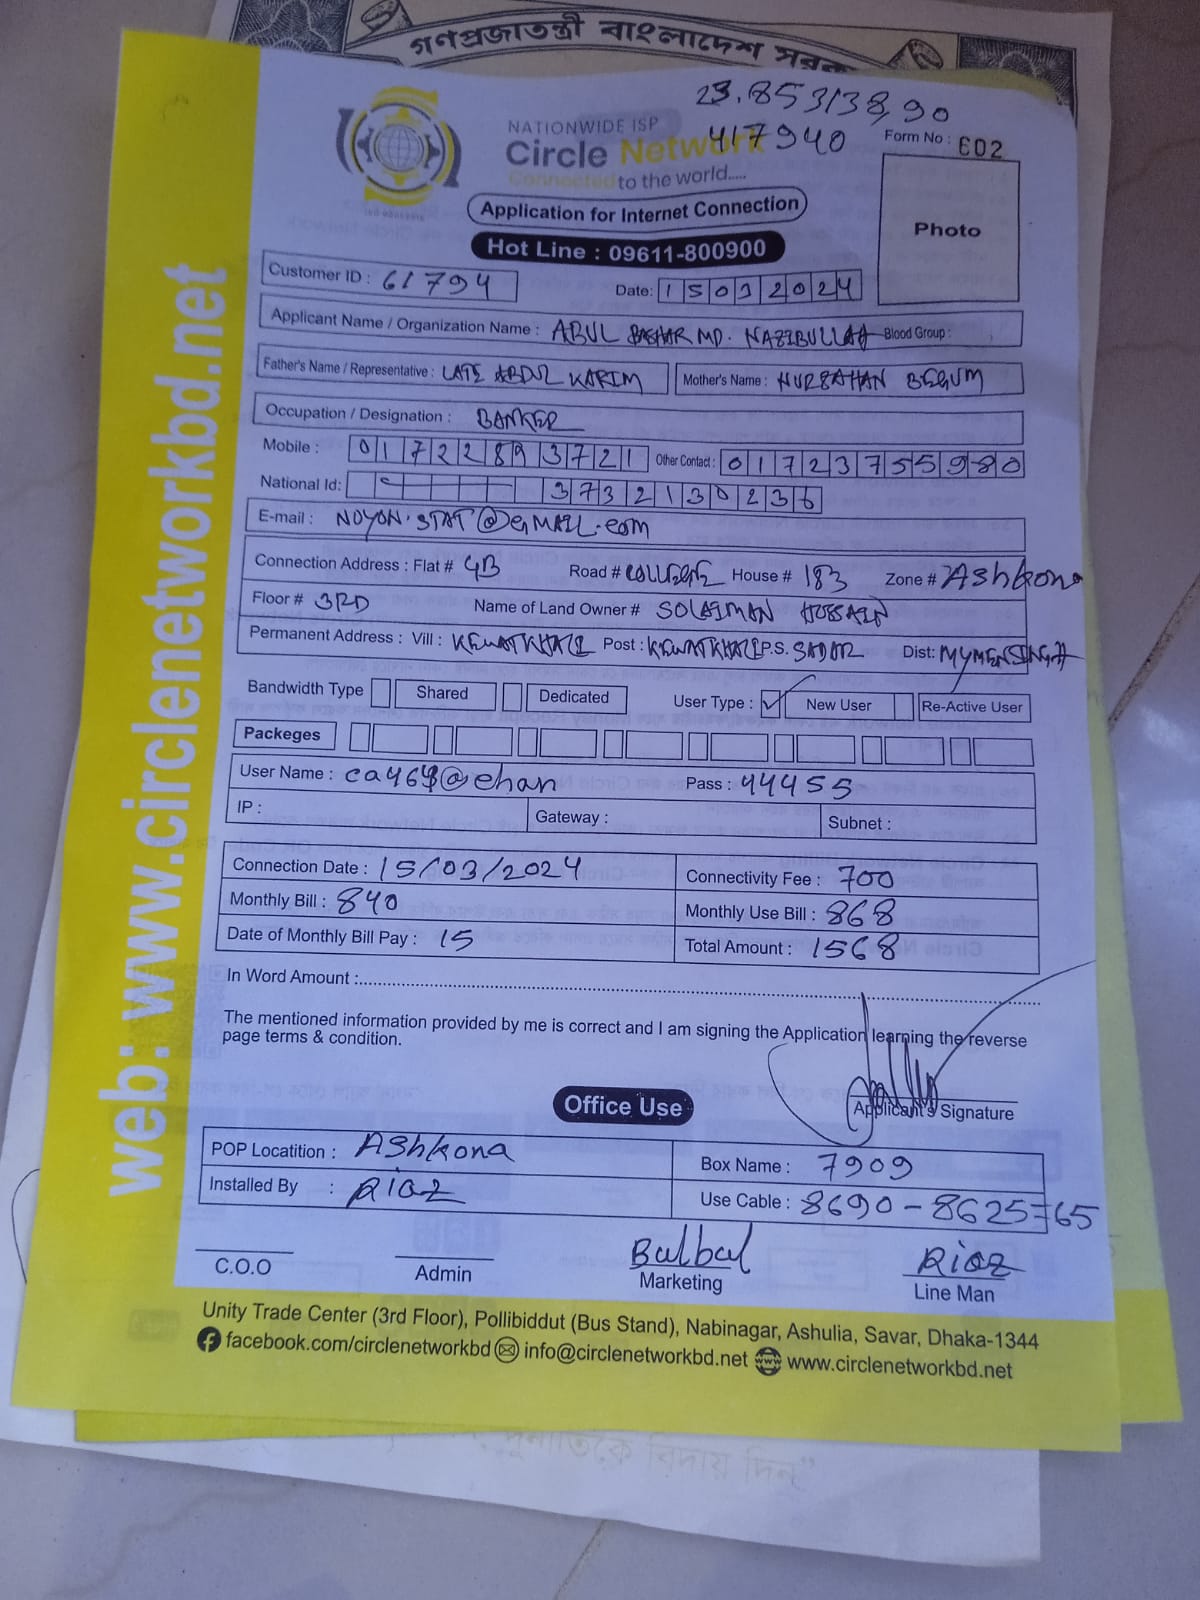 গণপ্রজাতন্ত্রী বাংলাদেশ সরকা
23.853138,90
417940
NATIONWIDE ISP
Circle Network
Connected to the world.....
Form No : 602
Application for Internet Connection
Photo
Hot Line : 09611-800900
Customer ID : 61794
Date: 15032024
Applicant Name / Organization Name : ABUL BASHAR MD. NAZIBULLAH Blood Group :
Father's Name / Representative : LATE ABDUL KARIM Mother's Name : NURJAHAN BEGUM
Occupation / Designation : BANKER
Mobile : 01722893721 Other Contact : 01723755980
National Id: 3732130236
E-mail : NOYON.STAT@GMAIL.com
Connection Address : Flat # 4B Road # COLLEGE House # 183 Zone # Ashkona
Floor # 3RD Name of Land Owner # SOLAIMAN HUSSAIN
Permanent Address : Vill : KEWATKHALI Post : KEWATKHALI P.S. SADAR Dist: MYMENSINGH
Bandwidth Type Shared Dedicated User Type : New User Re-Active User
Packeges
User Name : ca464@ehan Pass : 44455
IP : Gateway : Subnet :
Connection Date : 15/03/2024 Connectivity Fee : 700
Monthly Bill : 840 Monthly Use Bill : 868
Date of Monthly Bill Pay : 15 Total Amount : 1568
In Word Amount :
The mentioned information provided by me is correct and I am signing the Application learning the reverse
page terms & condition.
Applicant's Signature
Office Use
POP Locatition : Ashkona Box Name : 7909
Installed By : Riaz Use Cable : 8690-8625=65
Bulbul Riaz
C.O.O Admin Marketing Line Man
Unity Trade Center (3rd Floor), Pollibiddut (Bus Stand), Nabinagar, Ashulia, Savar, Dhaka-1344
facebook.com/circlenetworkbd info@circlenetworkbd.net www.circlenetworkbd.net
web: www.circlenetworkbd.net
বিদায় দিন"